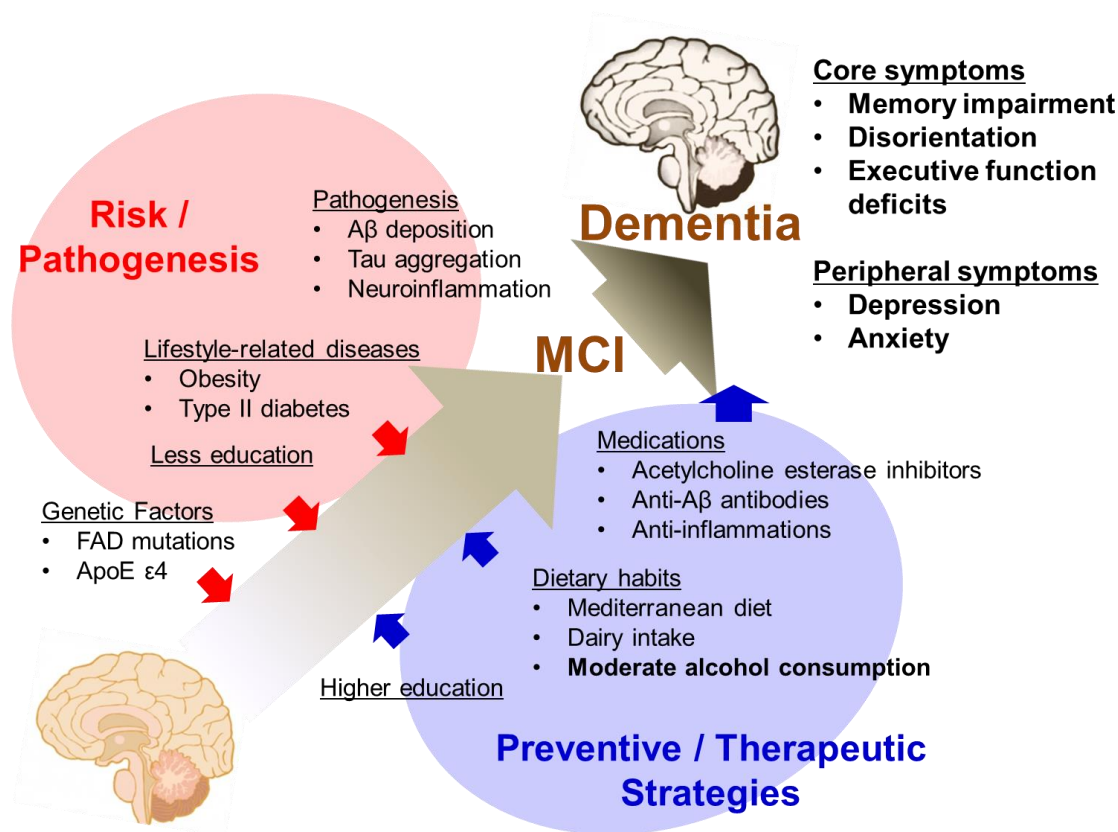 Core symptoms
• Memory impairment
• Disorientation
• Executive function
deficits
Peripheral symptoms
• Depression
• Anxiety
Dementia
MCI
Risk /
Pathogenesis
Pathogenesis
• Aβ deposition
• Tau aggregation
• Neuroinflammation
Lifestyle-related diseases
• Obesity
• Type II diabetes
Less education
Genetic Factors
• FAD mutations
• ApoE ε4
Medications
• Acetylcholine esterase inhibitors
• Anti-Aβ antibodies
• Anti-inflammations
Dietary habits
• Mediterranean diet
• Dairy intake
• Moderate alcohol consumption
Higher education
Preventive / Therapeutic
Strategies